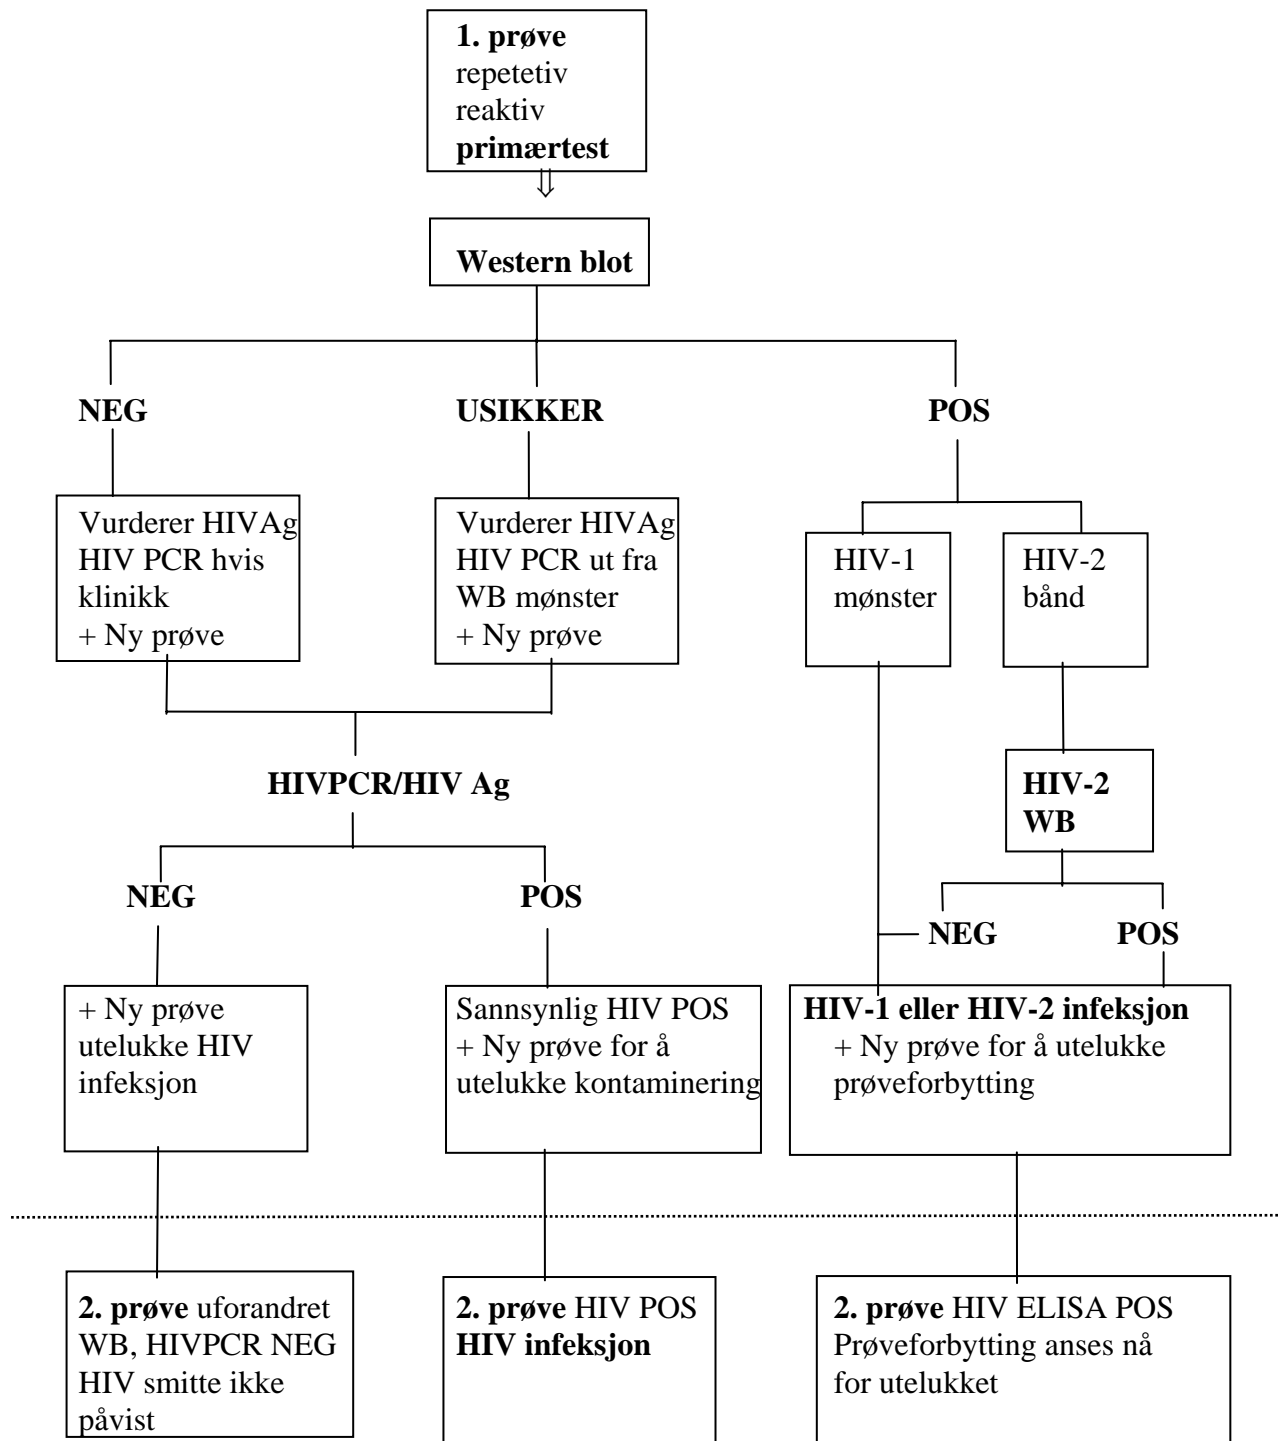 1. prøve
repetetiv
reaktiv
primærtest
Western blot
NEG
USIKKER
POS
Vurderer HIVAg
HIV PCR hvis
klinikk
+ Ny prøve
Vurderer HIVAg
HIV PCR ut fra
WB mønster
+ Ny prøve
HIV-1
mønster
HIV-2
bånd
HIVPCR/HIV Ag
HIV-2
WB
NEG
POS
NEG
POS
+ Ny prøve
utelukke HIV
infeksjon
Sannsynlig HIV POS
+ Ny prøve for å
utelukke kontaminering
HIV-1 eller HIV-2 infeksjon
+ Ny prøve for å utelukke
prøveforbytting
2. prøve uforandret
WB, HIVPCR NEG
HIV smitte ikke
påvist
2. prøve HIV POS
HIV infeksjon
2. prøve HIV ELISA POS
Prøveforbytting anses nå
for utelukket